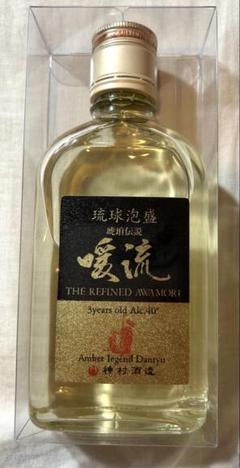 琉球泡盛
琥珀伝説
暖流
THE REFINED AWAMORI
3years old Alc.40°
Amber legend Danryu
神村酒造